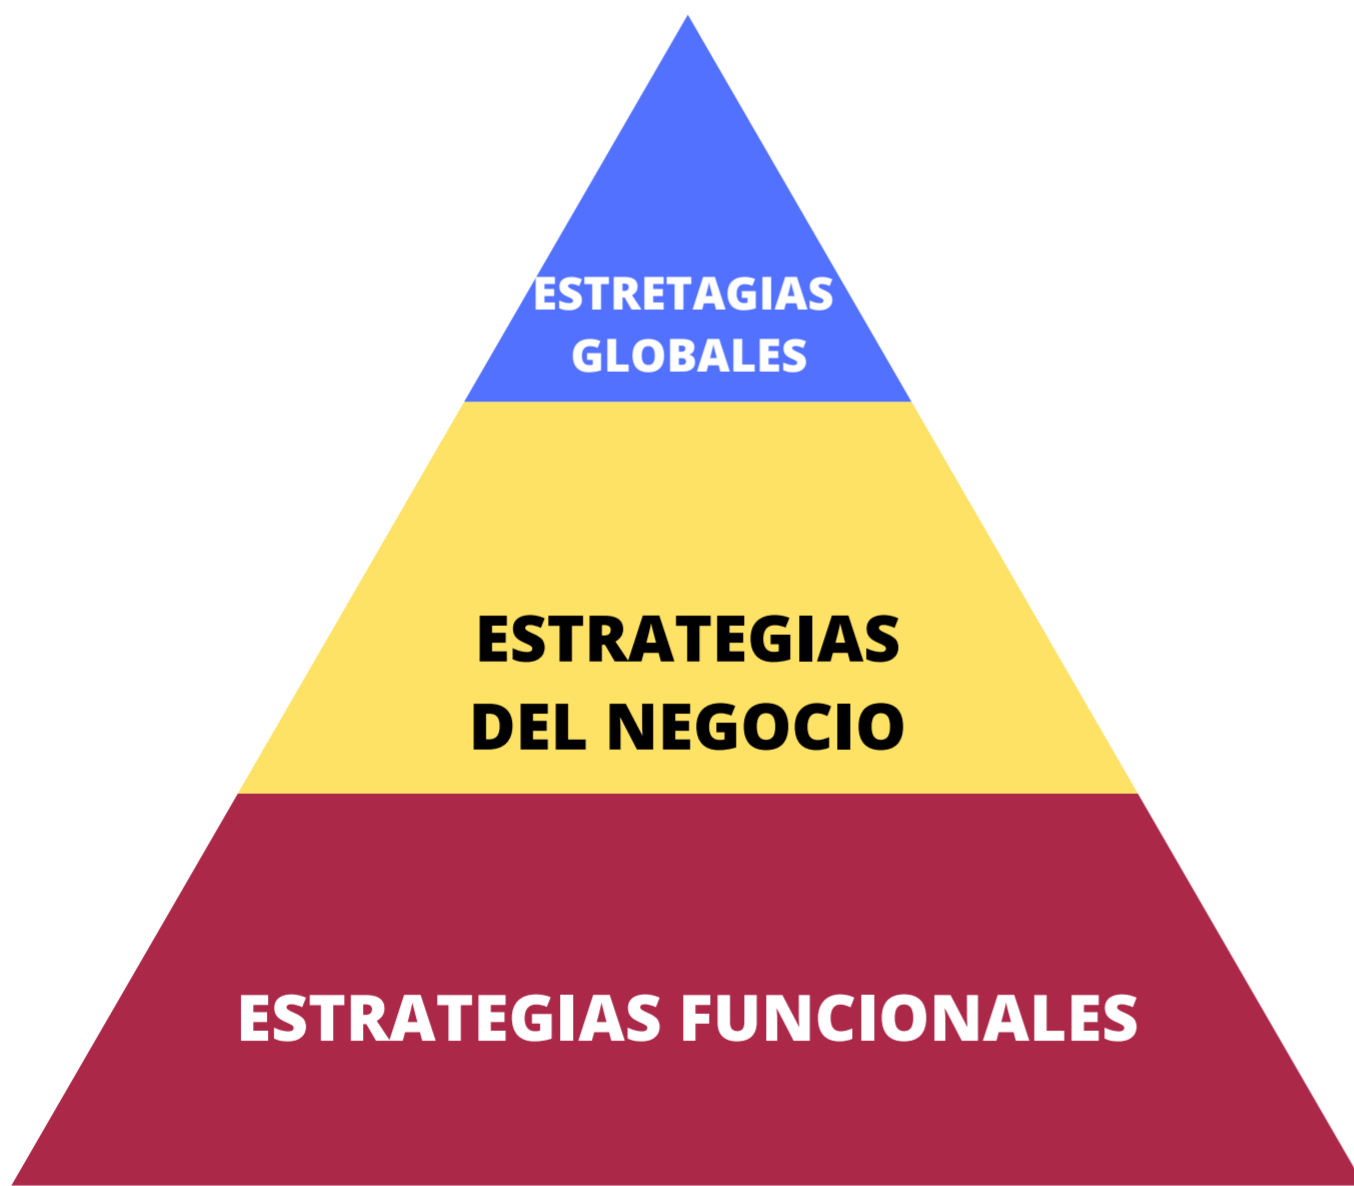 ESTRETAGIAS
GLOBALES
ESTRATEGIAS
DEL NEGOCIO
ESTRATEGIAS FUNCIONALES